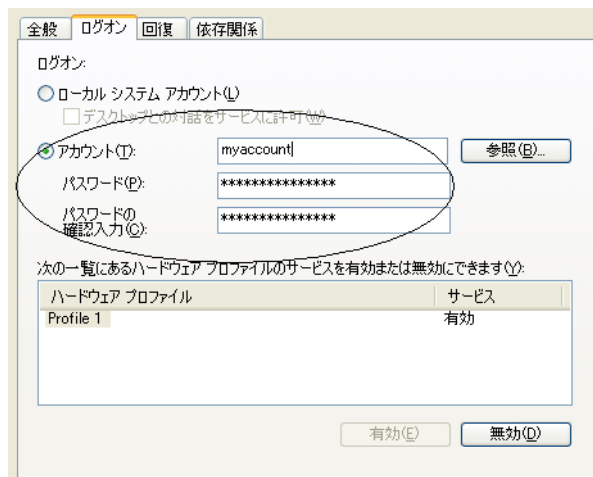 全般 ログオン 回復 依存関係
ログオン:
ローカル システム アカウント(L)
デスクトップとの対話をサービスに許可(W)
アカウント(T): myaccount 参照(B)...
パスワード(P): ***************
パスワードの
確認入力(C): ***************
次の一覧にあるハードウェア プロファイルのサービスを有効または無効にできます(Y):
ハードウェア プロファイル サービス
Profile 1 有効
有効(E) 無効(D)